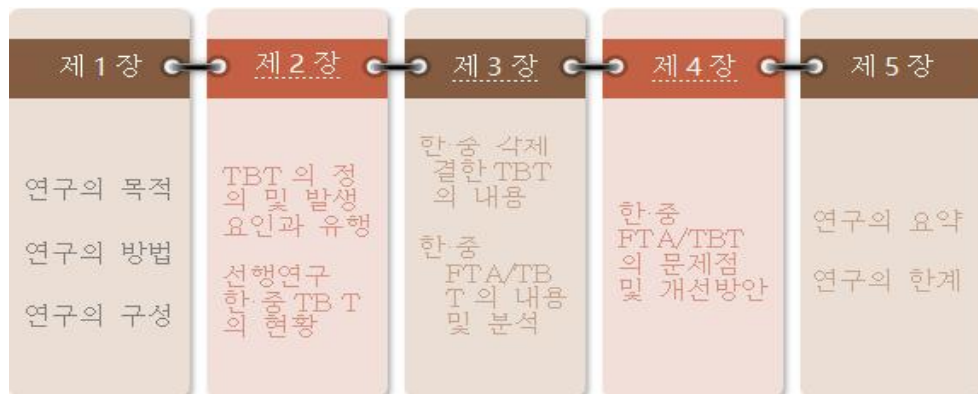 제 1 장
연구의 목적
연구의 방법
연구의 구성
제 2 장
TBT 의 정
의 및 발생
요인과 유행
선행연구
한·중 TB T
의 현황
제 3 장
한·중 각제
결한 TBT
의 내용
한·중
FTA/TB
T 의 내용
및 분석
제 4 장
한·중
FTA/TBT
의 문제점
및 개선방안
제 5 장
연구의 요약
연구의 한계